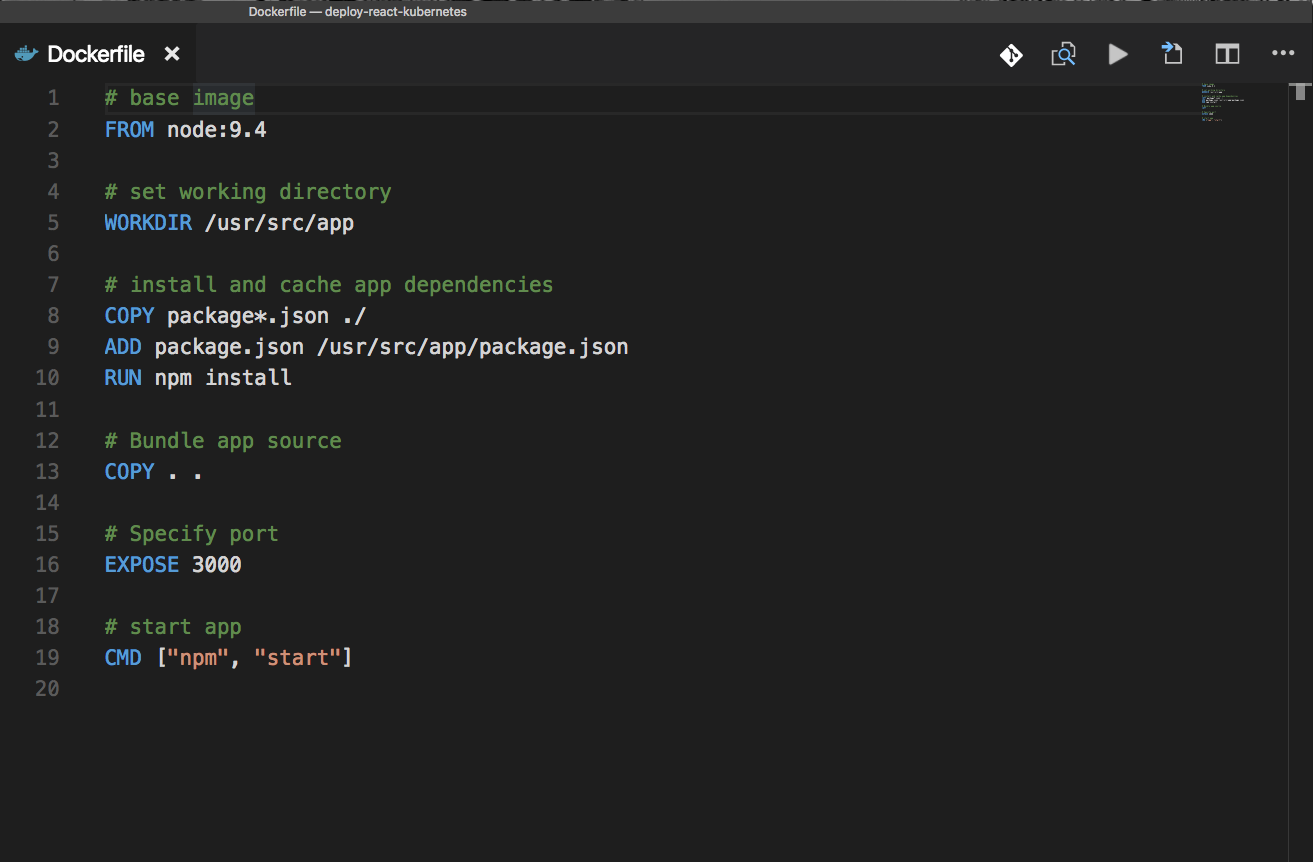 Dockerfile — deploy-react-kubernetes
Dockerfile
1 # base image
2 FROM node:9.4
3
4 # set working directory
5 WORKDIR /usr/src/app
6
7 # install and cache app dependencies
8 COPY package*.json ./
9 ADD package.json /usr/src/app/package.json
10 RUN npm install
11
12 # Bundle app source
13 COPY . .
14
15 # Specify port
16 EXPOSE 3000
17
18 # start app
19 CMD ["npm", "start"]
20